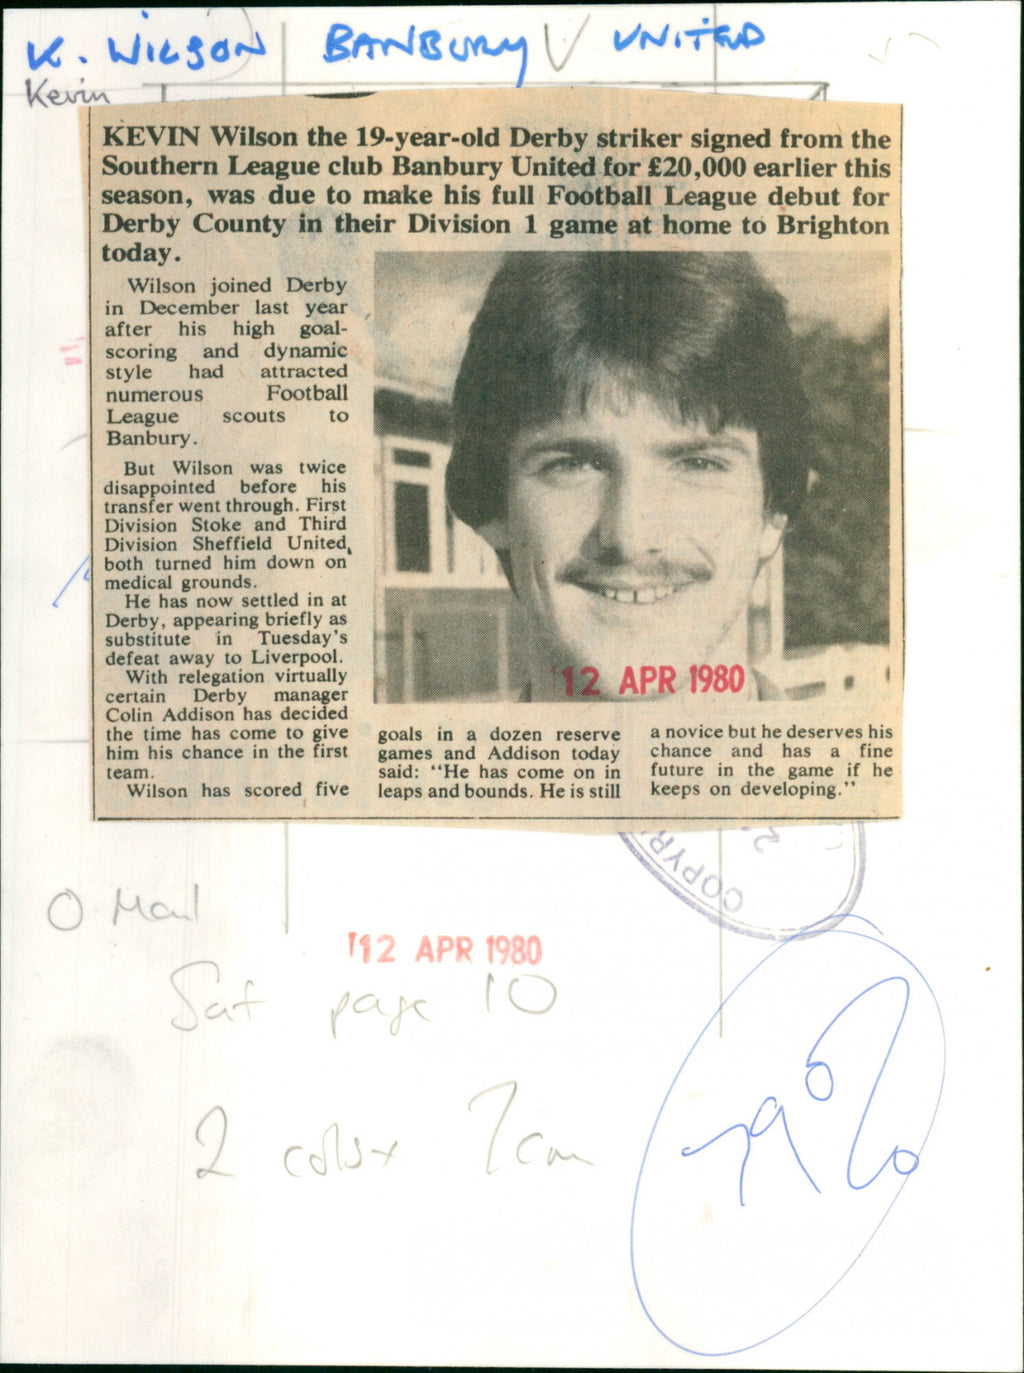 K. WILSON BANBURY UNITED
Kevin
KEVIN Wilson the 19-year-old Derby striker signed from the
Southern League club Banbury United for £20,000 earlier this
season, was due to make his full Football League debut for
Derby County in their Division 1 game at home to Brighton
today.
Wilson joined Derby
in December last year
after his high goal-
scoring and dynamic
style had attracted
numerous Football
League scouts to
Banbury.
But Wilson was twice
disappointed before his
transfer went through. First
Division Stoke and Third
Division Sheffield United,
both turned him down on
medical grounds.
He has now settled in at
Derby, appearing briefly as
substitute in Tuesday's
defeat away to Liverpool.
With relegation virtually
certain Derby manager
Colin Addison has decided
the time has come to give
him his chance in the first
team.
Wilson has scored five
goals in a dozen reserve
games and Addison today
said: "He has come on in
leaps and bounds. He is still
a novice but he deserves his
chance and has a fine
future in the game if he
keeps on developing."
12 APR 1980
COPYR
O Mail
12 APR 1980
Sat page 10
2 cols x 7cm
79%